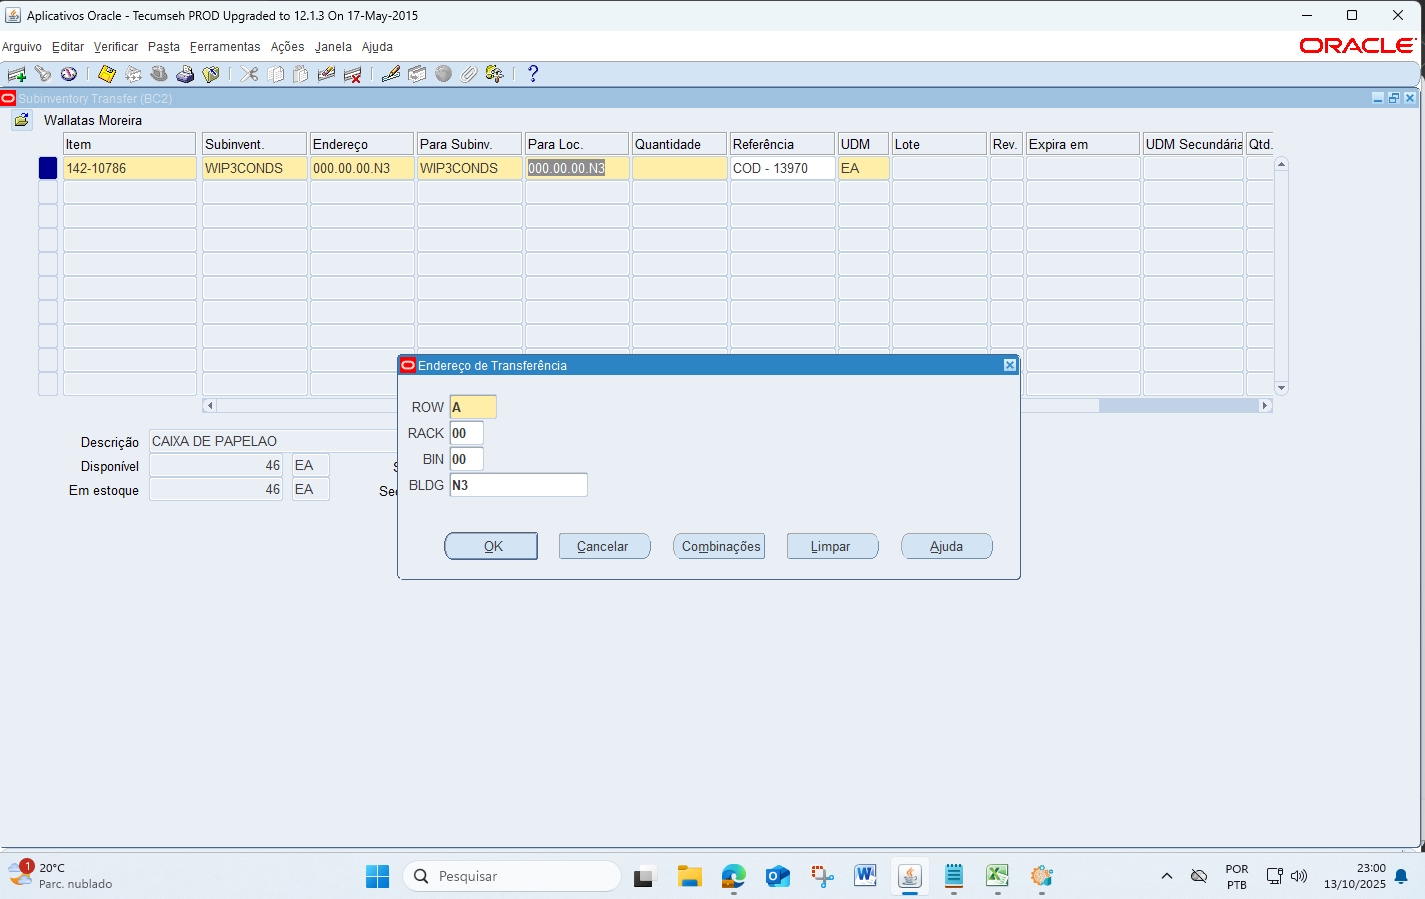 Aplicativos Oracle - Tecumseh PROD Upgraded to 12.1.3 On 17-May-2015
Arquivo Editar Verificar Pasta Ferramentas Ações Janela Ajuda
ORACLE
Subinventory Transfer (BC2)
Wallatas Moreira
Item Subinvent. Endereço Para Subinv. Para Loc. Quantidade Referência UDM Lote Rev. Expira em UDM Secundária Qtd.
142-10786 WIP3CONDS 000.00.00.N3 WIP3CONDS 000.00.00.N3 COD - 13970 EA
Endereço de Transferência
ROW A
RACK 00
BIN 00
BLDG N3
OK Cancelar Combinações Limpar Ajuda
Descrição CAIXA DE PAPELAO
Disponível 46 EA
Em estoque 46 EA
1 20°C
Parc. nublado
Pesquisar
POR
PTB
23:00
13/10/2025